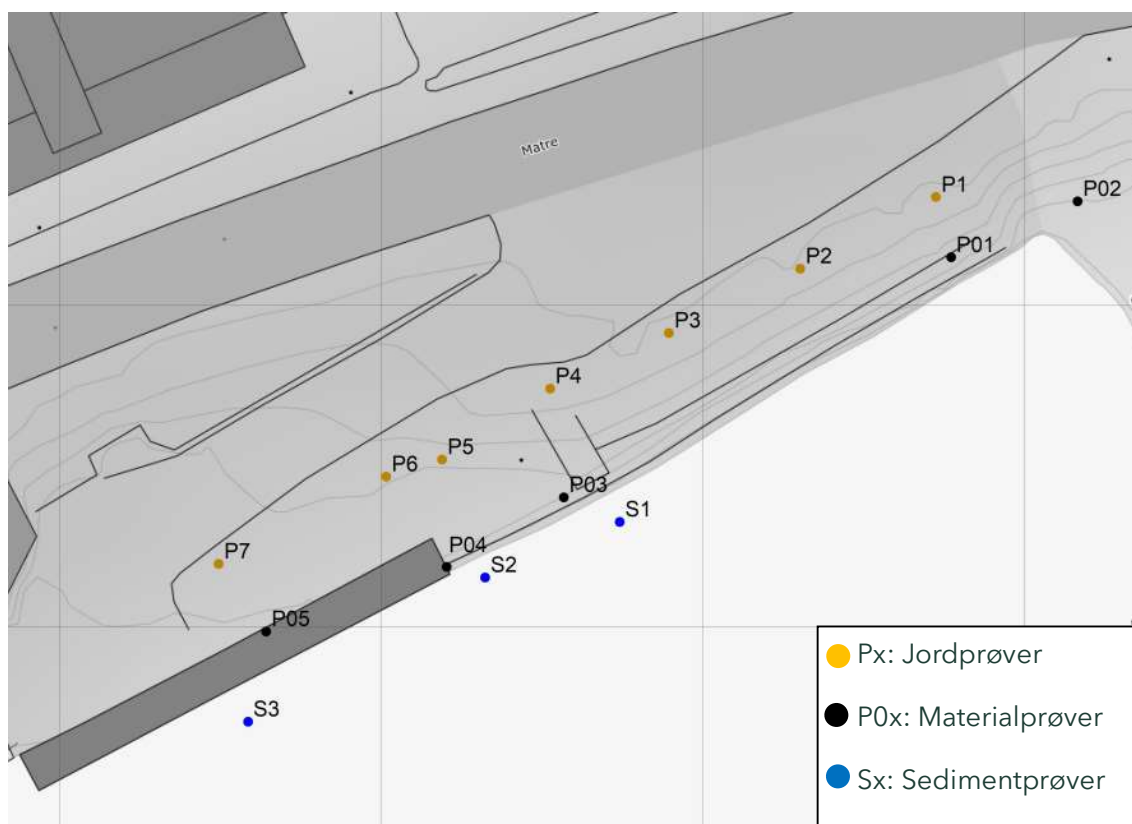 Matre
P1
P02
P01
P2
P3
P4
P5
P6
P03
S1
P7
P04
S2
P05
S3
Px: Jordprøver
P0x: Materialprøver
Sx: Sedimentprøver